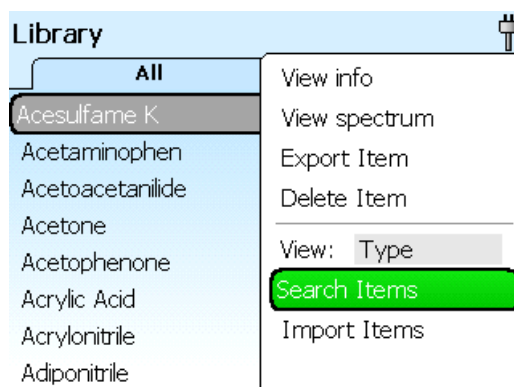 Library
All
Acesulfame K
Acetaminophen
Acetoacetanilide
Acetone
Acetophenone
Acrylic Acid
Acrylonitrile
Adiponitrile
View info
View spectrum
Export Item
Delete Item
View: Type
Search Items
Import Items